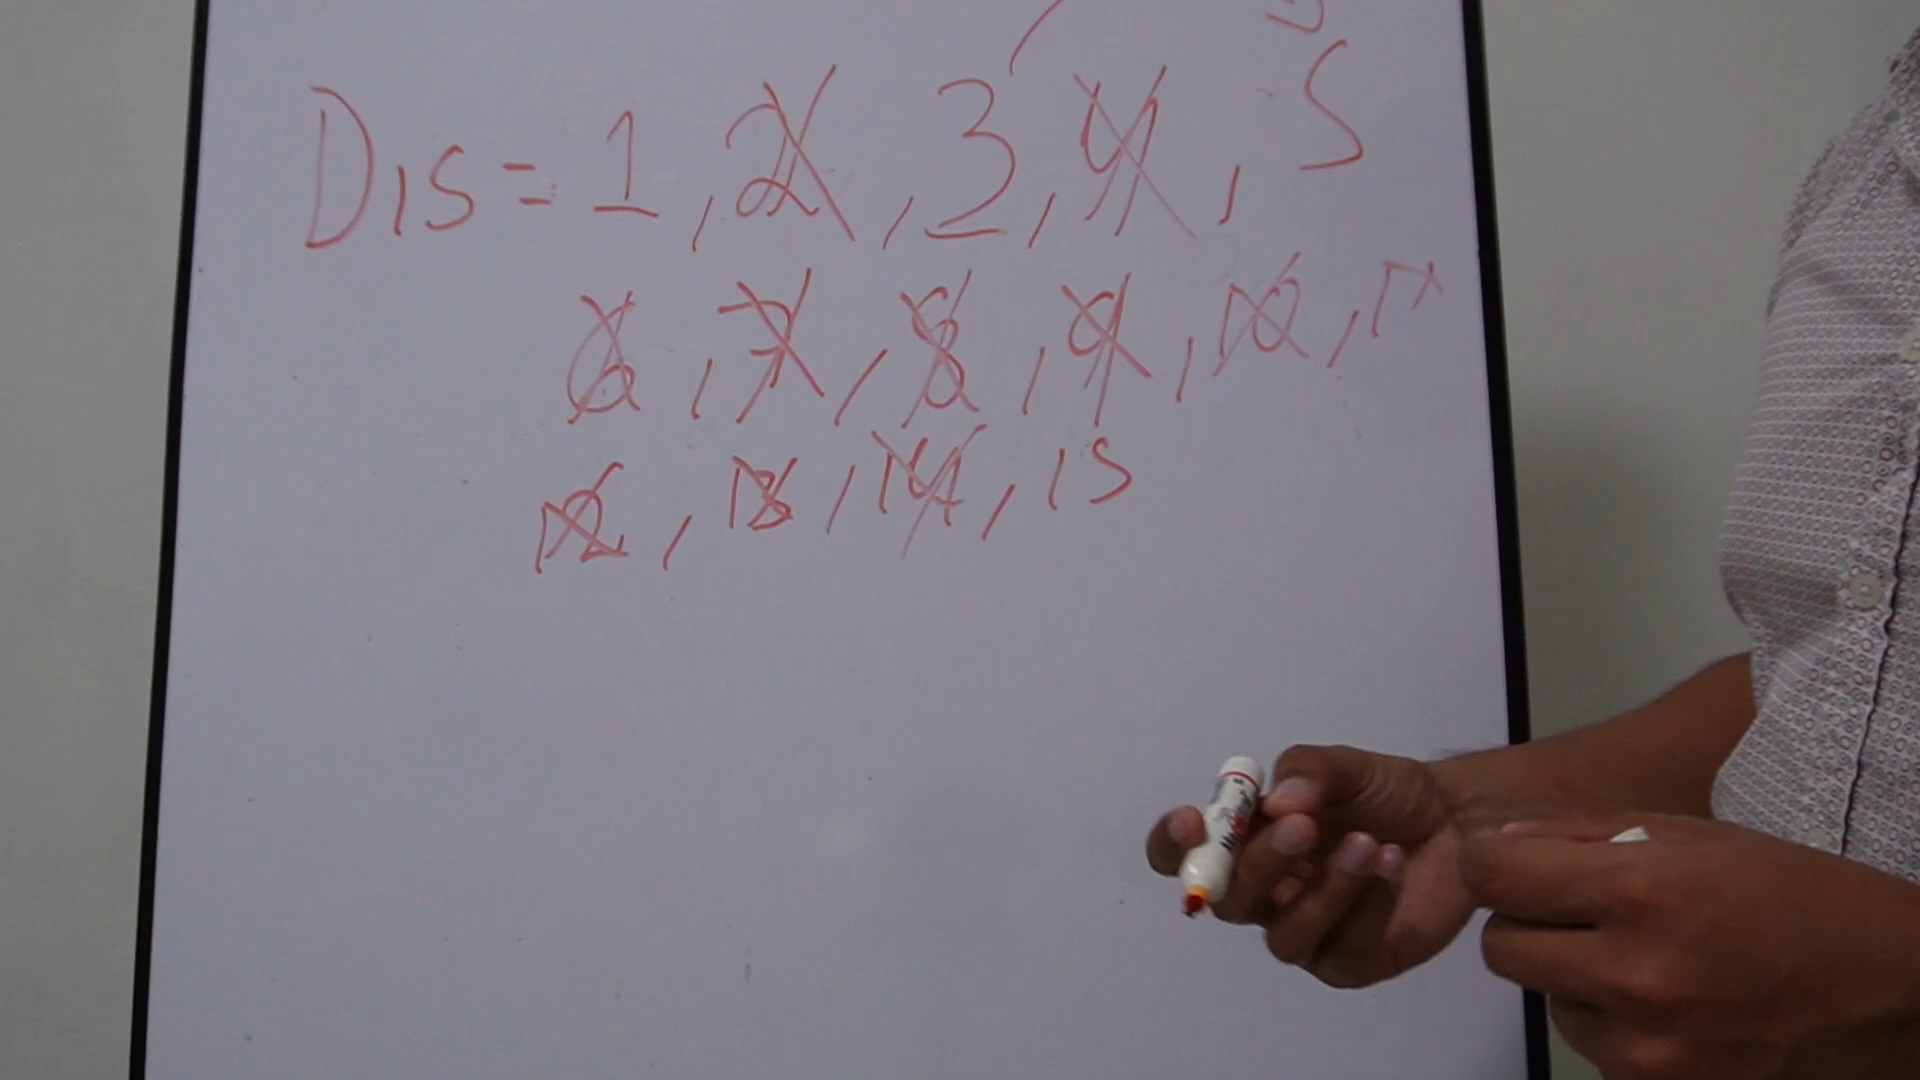 Dis = 1, 2, 3, 4, 5
6, 7, 8, 9, 10, 11
12, 13, 14, 15